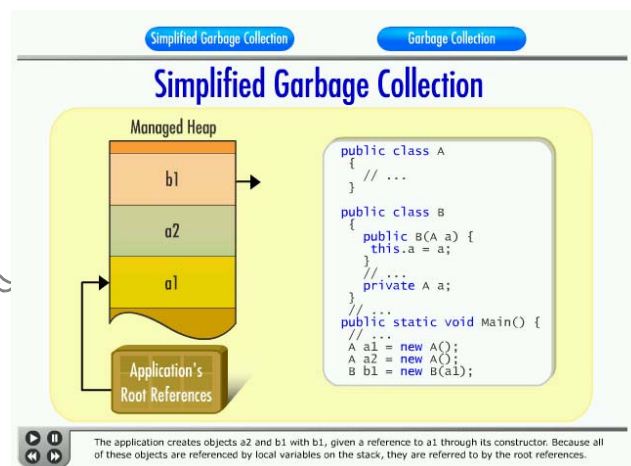 Simplified Garbage Collection
Garbage Collection
Simplified Garbage Collection
Managed Heap
b1
a2
a1
Application's
Root References
public class A
{
// ...
}
public class B
{
public B(A a) {
this.a = a;
}
// ...
private A a;
}
// ...
public static void Main() {
// ...
A a1 = new A();
A a2 = new A();
B b1 = new B(a1);
The application creates objects a2 and b1 with b1, given a reference to a1 through its constructor. Because all
of these objects are referenced by local variables on the stack, they are referred to by the root references.